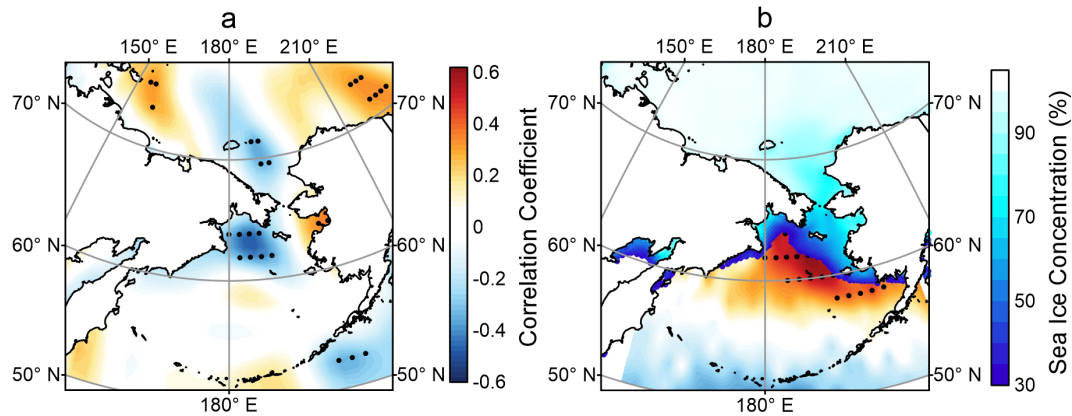 a
b
150° E 180° E 210° E
150° E 180° E 210° E
70° N
70° N
60° N
60° N
50° N
50° N
180° E
0.6
0.4
0.2
0
-0.2
-0.4
-0.6
Correlation Coefficient
70° N
70° N
60° N
60° N
50° N
50° N
180° E
90
70
50
30
Sea Ice Concentration (%)